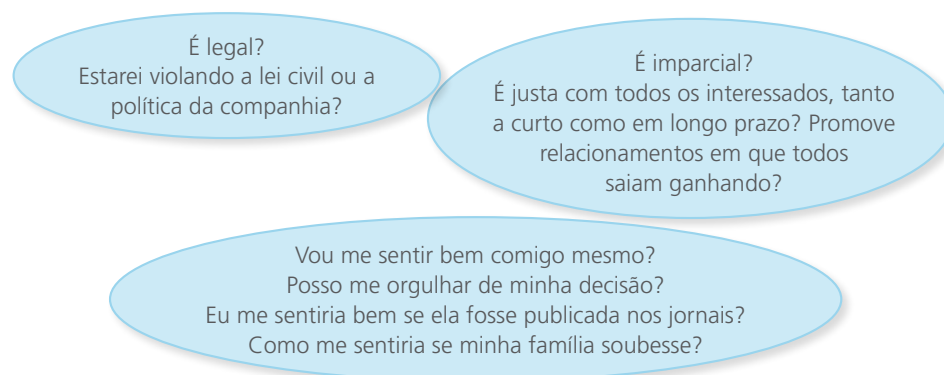 É legal?
Estarei violando a lei civil ou a
política da companhia?
É imparcial?
É justa com todos os interessados, tanto
a curto como em longo prazo? Promove
relacionamentos em que todos
saiam ganhando?
Vou me sentir bem comigo mesmo?
Posso me orgulhar de minha decisão?
Eu me sentiria bem se ela fosse publicada nos jornais?
Como me sentiria se minha família soubesse?